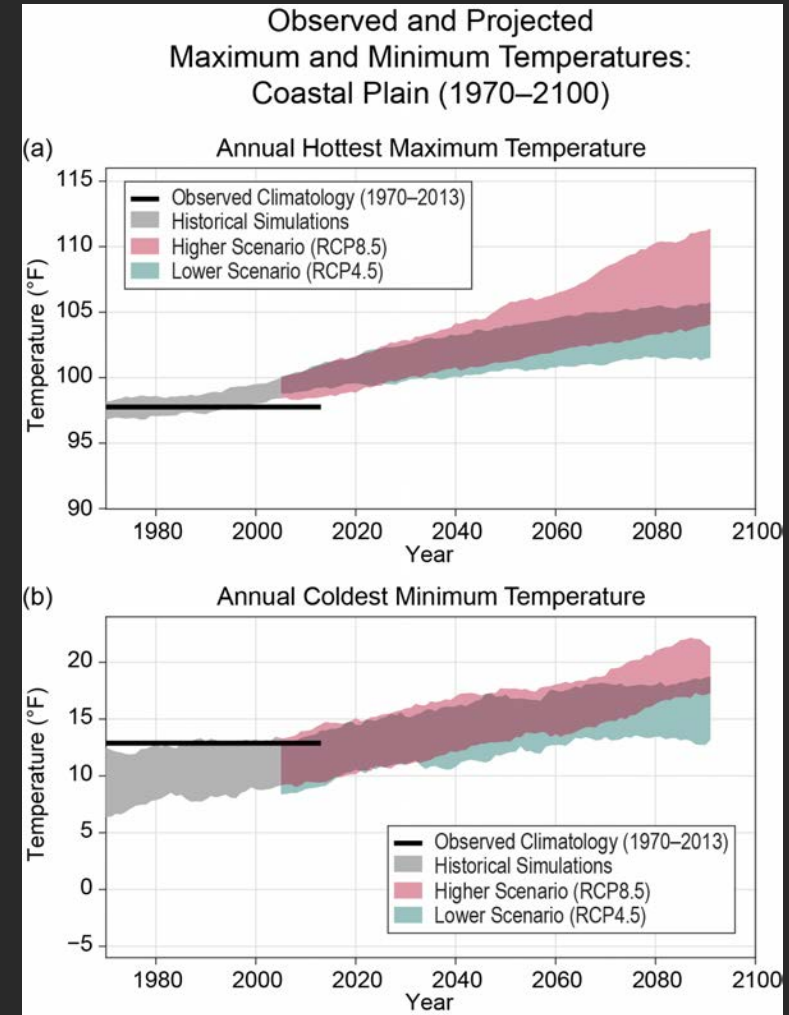 Observed and Projected
Maximum and Minimum Temperatures:
Coastal Plain (1970–2100)
(a)
Annual Hottest Maximum Temperature
115
110
105
100
95
90
Temperature (°F)
Observed Climatology (1970–2013)
Historical Simulations
Higher Scenario (RCP8.5)
Lower Scenario (RCP4.5)
1980 2000 2020 2040 2060 2080 2100
Year
(b)
Annual Coldest Minimum Temperature
20
15
10
5
0
−5
Temperature (°F)
Observed Climatology (1970–2013)
Historical Simulations
Higher Scenario (RCP8.5)
Lower Scenario (RCP4.5)
1980 2000 2020 2040 2060 2080 2100
Year